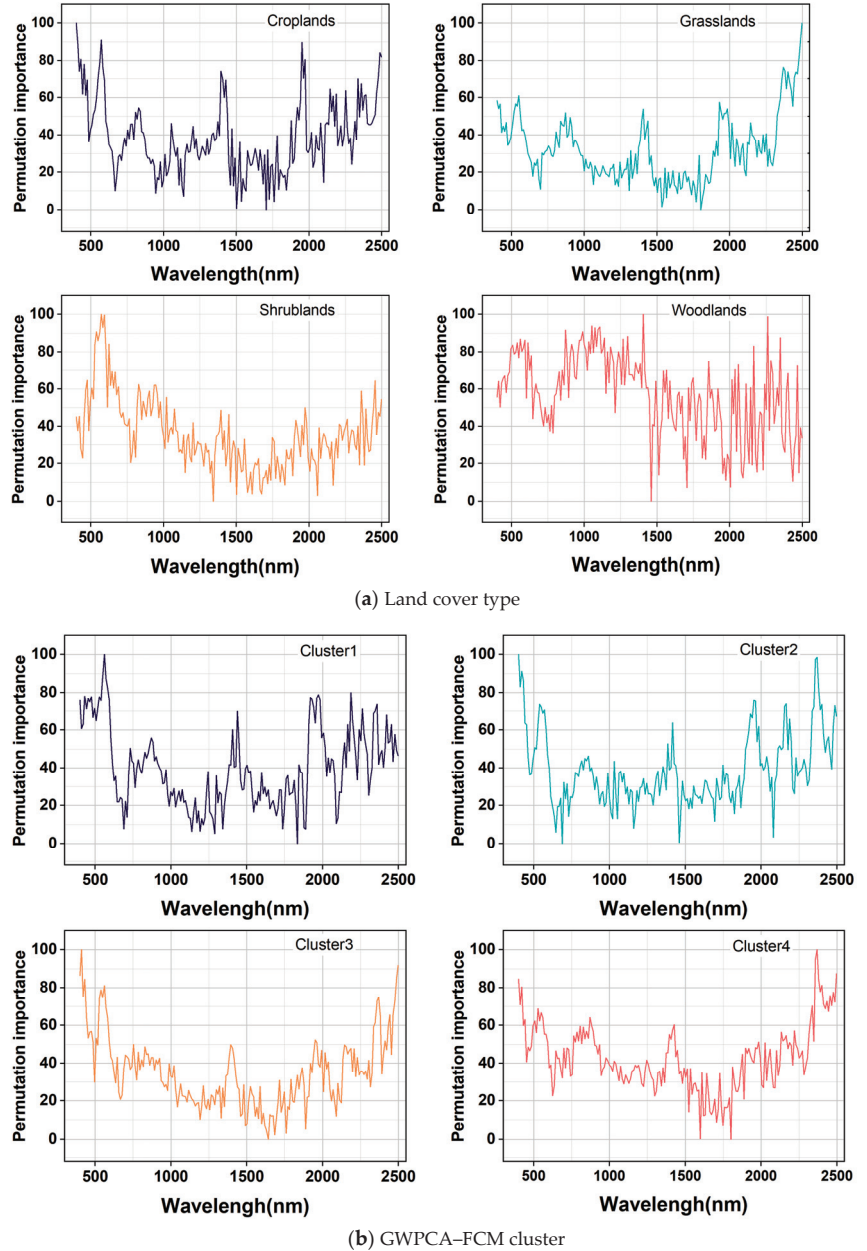 Croplands
Permutation importance
100
80
60
40
20
0
500 1000 1500 2000 2500
Wavelength(nm)
Grasslands
Permutation importance
100
80
60
40
20
0
500 1000 1500 2000 2500
Wavelength(nm)
Shrublands
Permutation importance
100
80
60
40
20
0
500 1000 1500 2000 2500
Wavelength(nm)
Woodlands
Permutation importance
100
80
60
40
20
0
500 1000 1500 2000 2500
Wavelength(nm)
(a) Land cover type
Cluster1
Permutation importance
100
80
60
40
20
0
500 1000 1500 2000 2500
Wavelengh(nm)
Cluster2
Permutation importance
100
80
60
40
20
0
500 1000 1500 2000 2500
Wavelengh(nm)
Cluster3
Permutation importance
100
80
60
40
20
0
500 1000 1500 2000 2500
Wavelengh(nm)
Cluster4
Permutation importance
100
80
60
40
20
0
500 1000 1500 2000 2500
Wavelengh(nm)
(b) GWPCA–FCM cluster